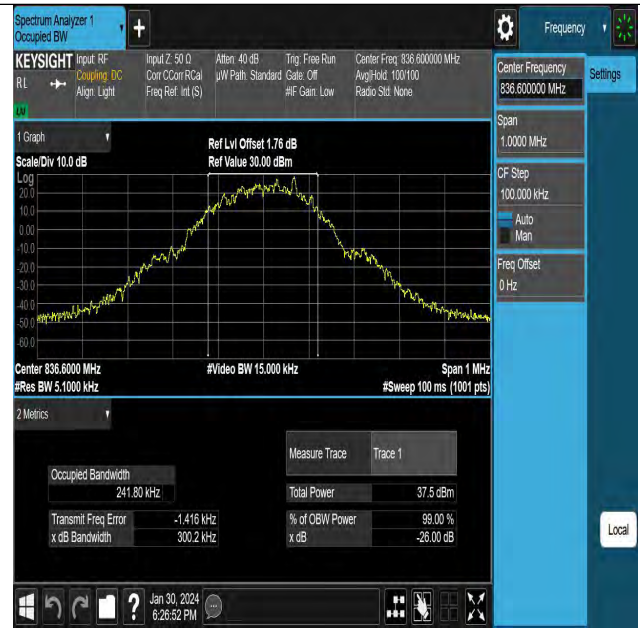 Spectrum Analyzer 1
Occupied BW
Frequency
KEYSIGHT
RL
Input: RF
Coupling: DC
Align: Light
Input Z: 50 Ω
Corr CCorr RCal
Freq Ref: Int (S)
Atten: 40 dB
µW Path: Standard
Trig: Free Run
Gate: Off
#IF Gain: Low
Center Freq: 836.600000 MHz
Avg|Hold: 100/100
Radio Std: None
Center Frequency
836.600000 MHz
Settings
Span
1.0000 MHz
CF Step
100.000 kHz
Auto
Man
Freq Offset
0 Hz
1 Graph
Scale/Div 10.0 dB
Ref Lvl Offset 1.76 dB
Ref Value 30.00 dBm
Log
20.0
10.0
0.00
-10.0
-20.0
-30.0
-40.0
-50.0
-60.0
Center 836.6000 MHz
#Video BW 15.000 kHz
Span 1 MHz
#Res BW 5.1000 kHz
#Sweep 100 ms (1001 pts)
2 Metrics
Measure Trace
Trace 1
Occupied Bandwidth
241.80 kHz
Total Power
37.5 dBm
Transmit Freq Error
-1.416 kHz
% of OBW Power
99.00 %
x dB Bandwidth
300.2 kHz
x dB
-26.00 dB
Local
?
Jan 30, 2024
6:26:52 PM